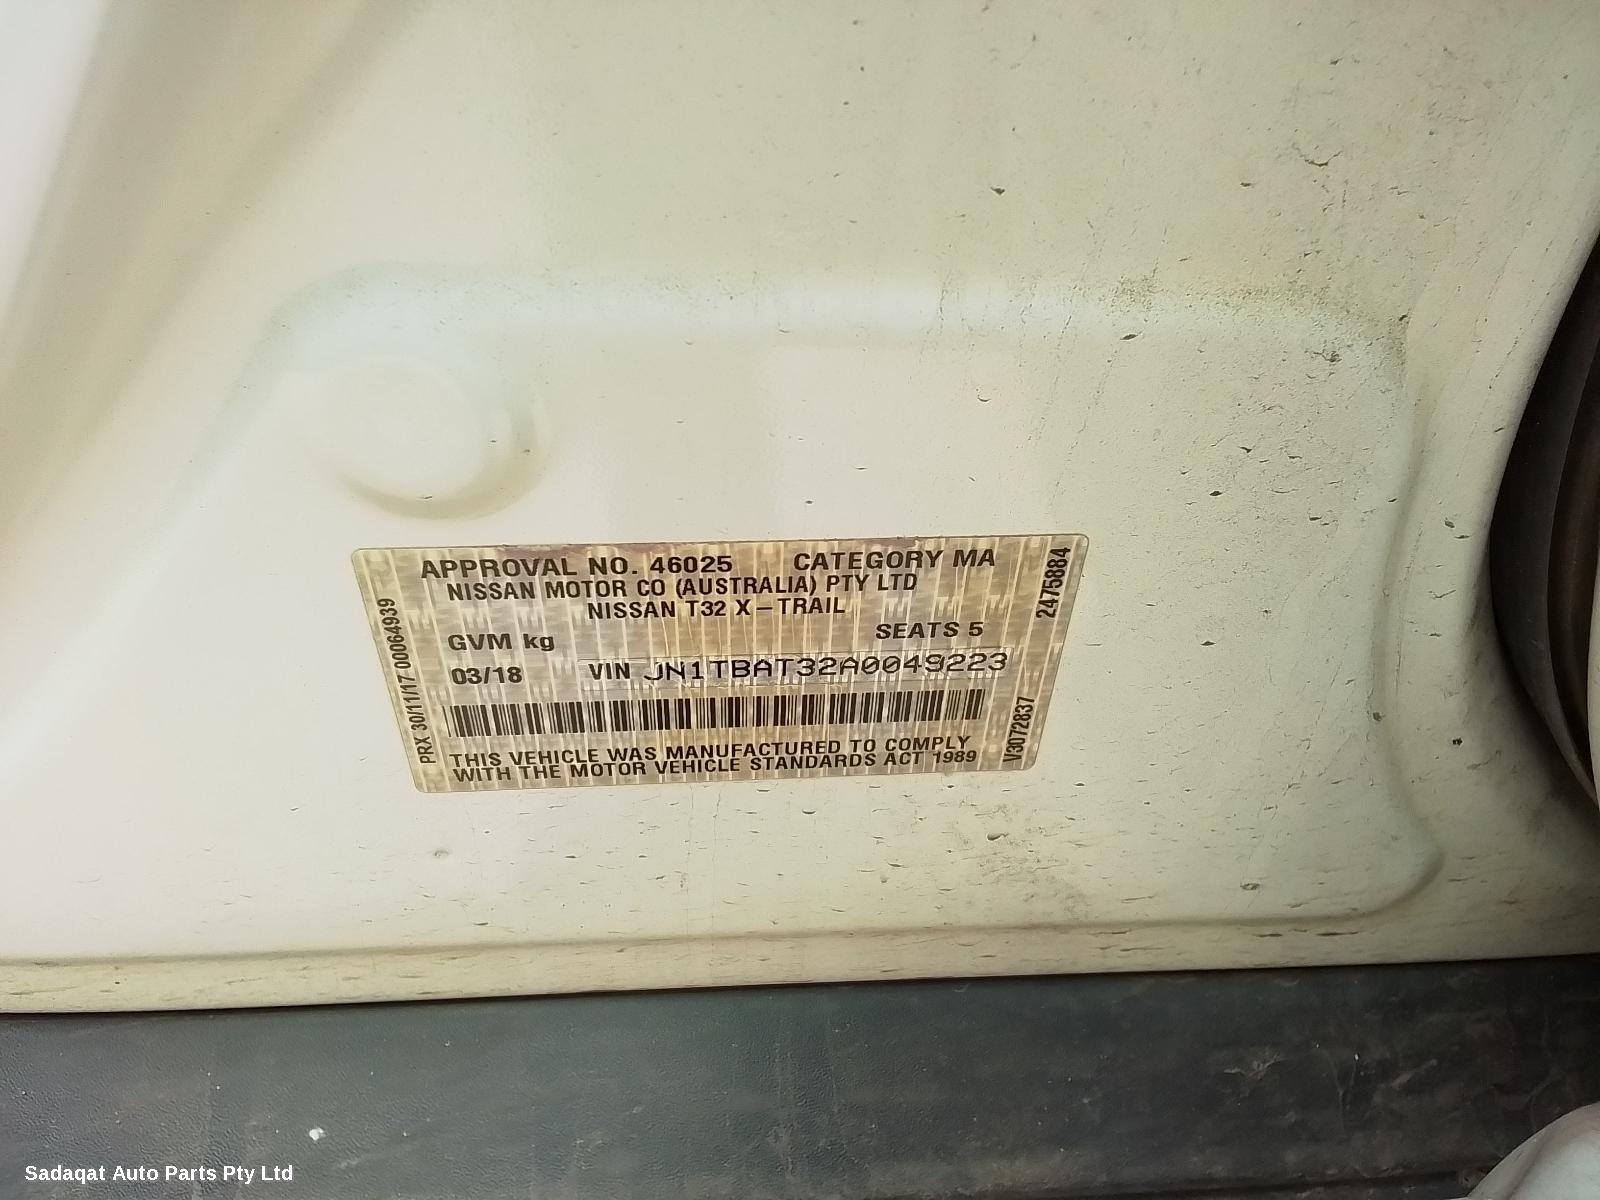 APPROVAL NO. 46025 CATEGORY MA
NISSAN MOTOR CO (AUSTRALIA) PTY LTD
NISSAN T32 X-TRAIL
GVM kg SEATS 5
03/18 VIN JN1TBAT32A0049223
THIS VEHICLE WAS MANUFACTURED TO COMPLY
WITH THE MOTOR VEHICLE STANDARDS ACT 1989
PRX 30/11/17 00064939
2475884
V3072837
Sadaqat Auto Parts Pty Ltd